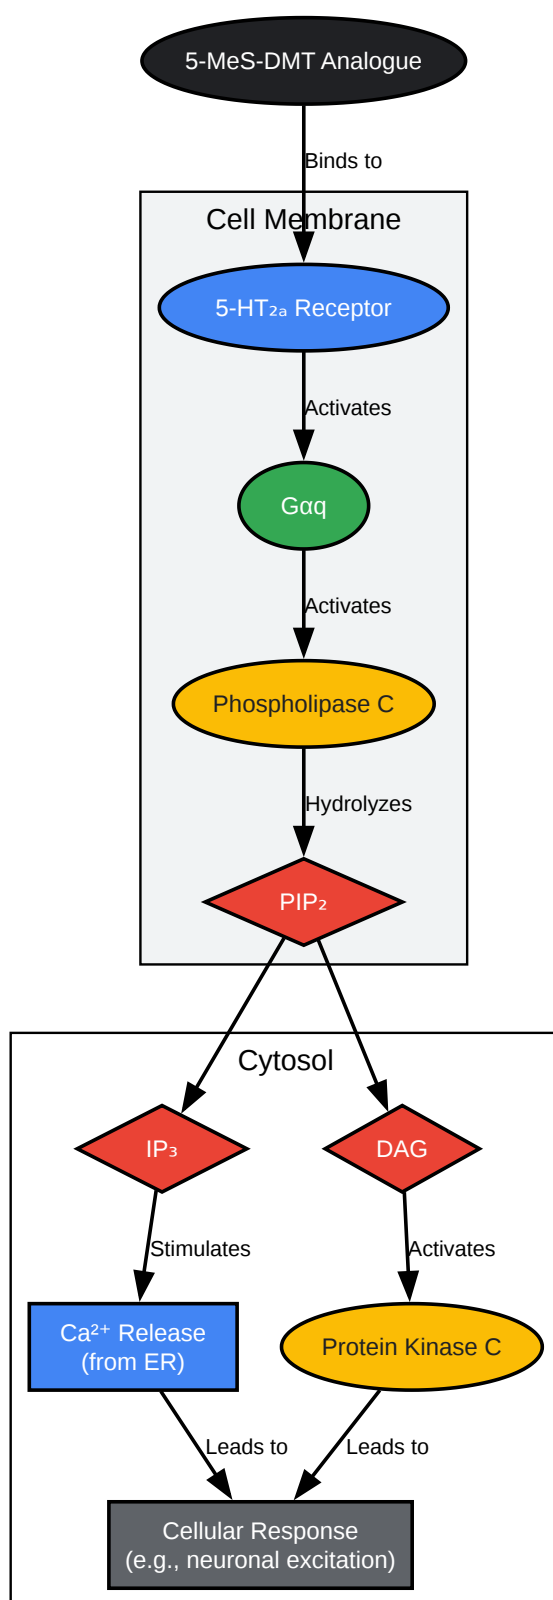 5-MeS-DMT Analogue
Binds to
Cell Membrane
5-HT₂ₐ Receptor
Activates
Gαq
Activates
Phospholipase C
Hydrolyzes
PIP₂
Cytosol
IP₃
DAG
Stimulates
Activates
Ca²⁺ Release
(from ER)
Protein Kinase C
Leads to
Leads to
Cellular Response
(e.g., neuronal excitation)